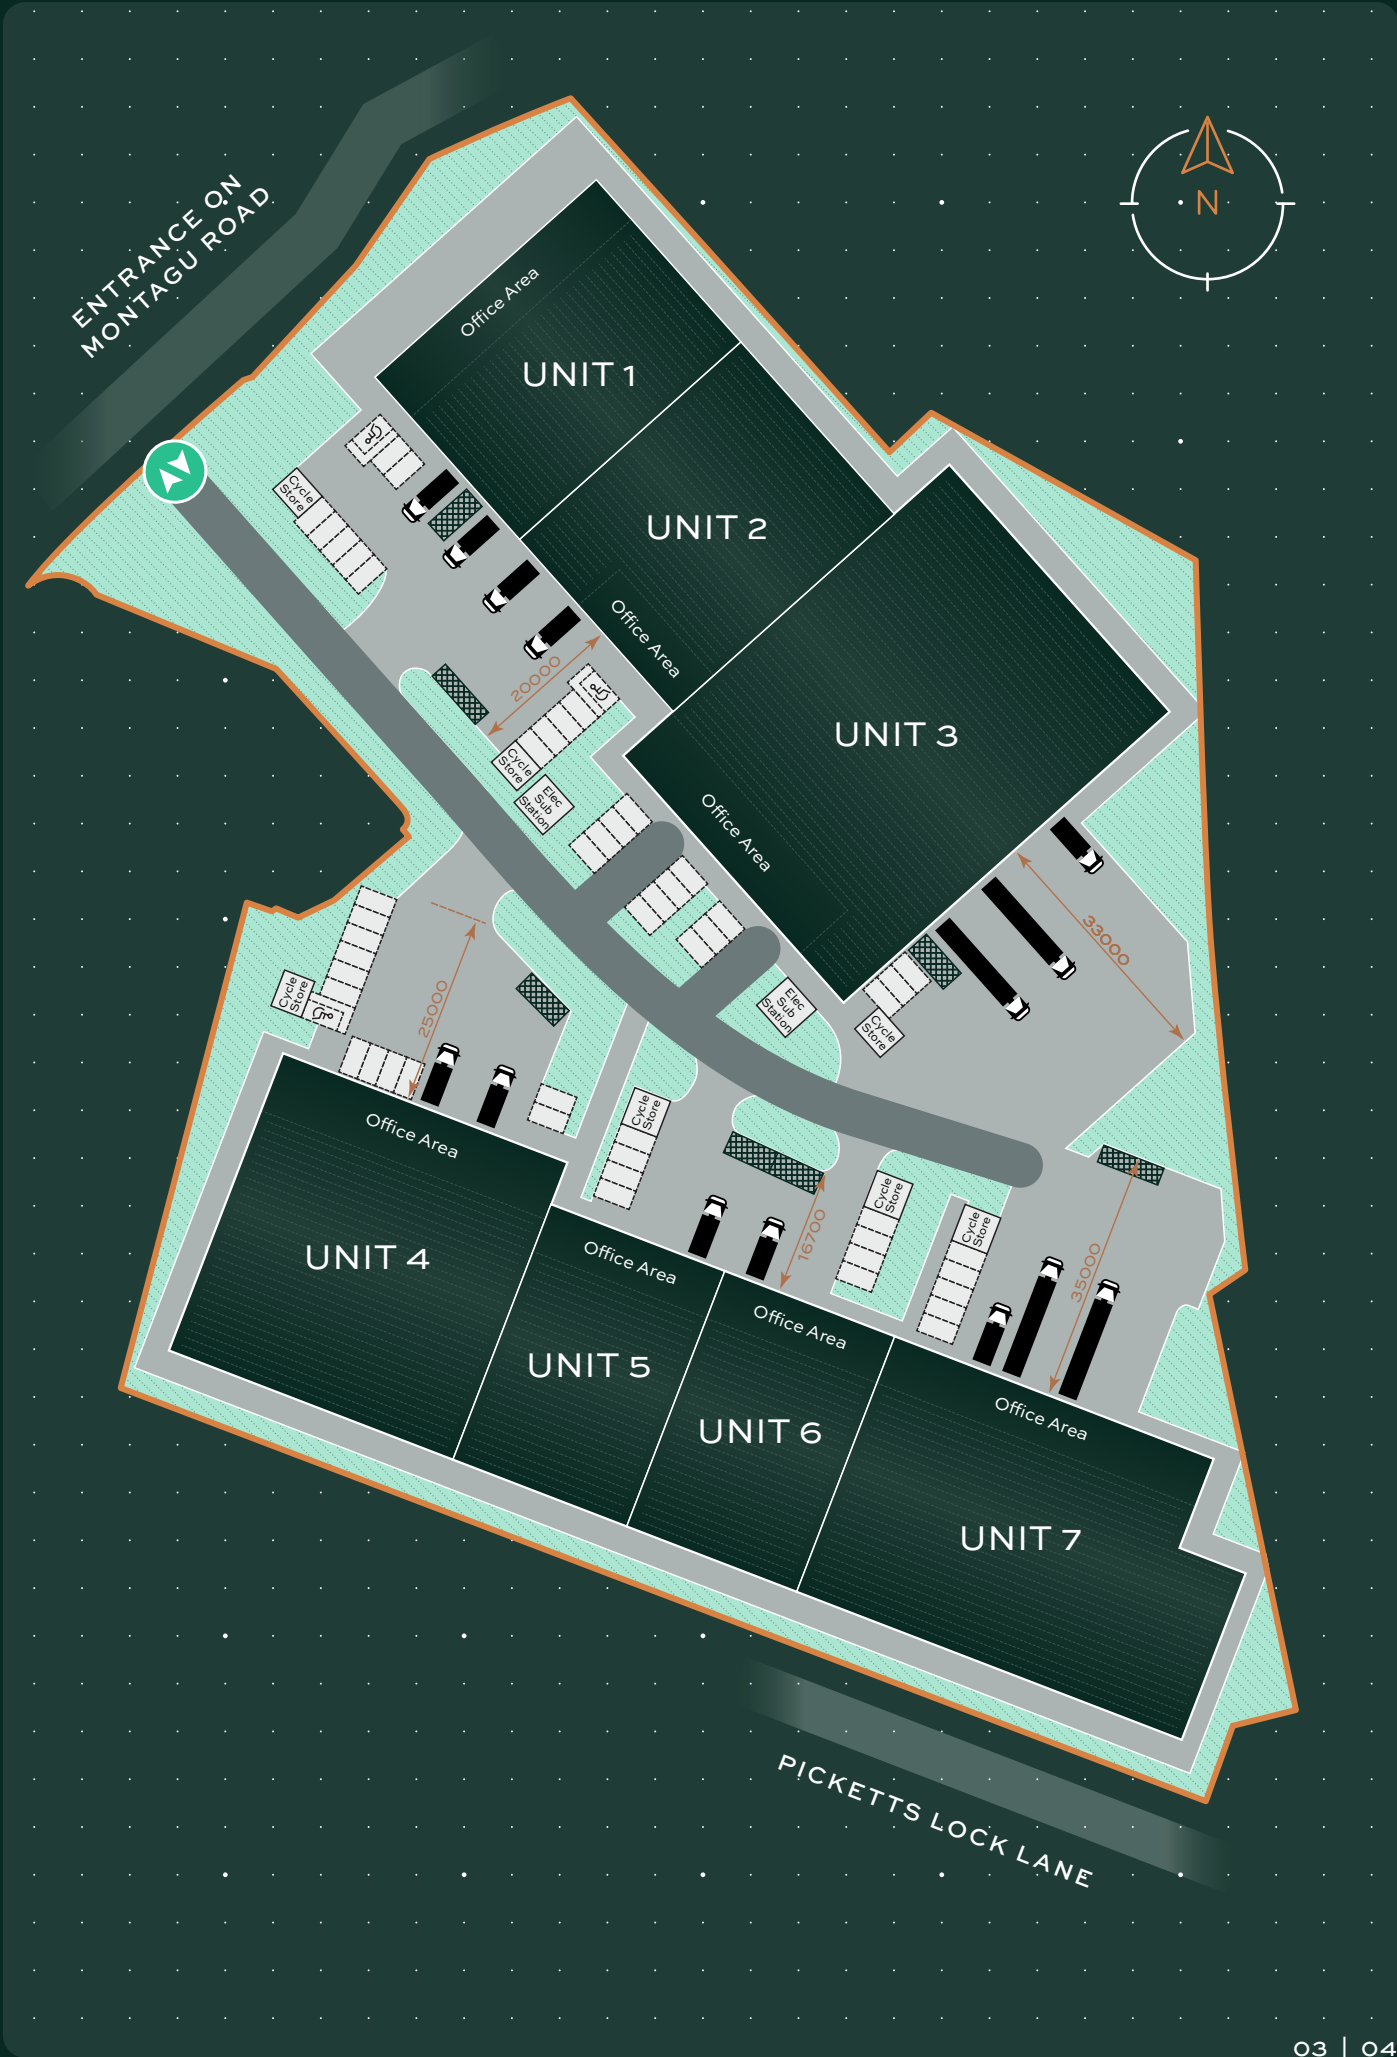 ENTRANCE ON
MONTAGU ROAD
N
Office Area
UNIT 1
Cycle
Store
UNIT 2
Office Area
20000
Cycle
Store
Elec
Sub
Station
UNIT 3
Office Area
33000
Elec
Sub
Station
Cycle
Store
Cycle
Store
25000
Office Area
UNIT 4
Cycle
Store
Office Area
UNIT 5
16700
Office Area
UNIT 6
Cycle
Store
Cycle
Store
35000
Office Area
UNIT 7
PICKETTS LOCK LANE
03 | 04